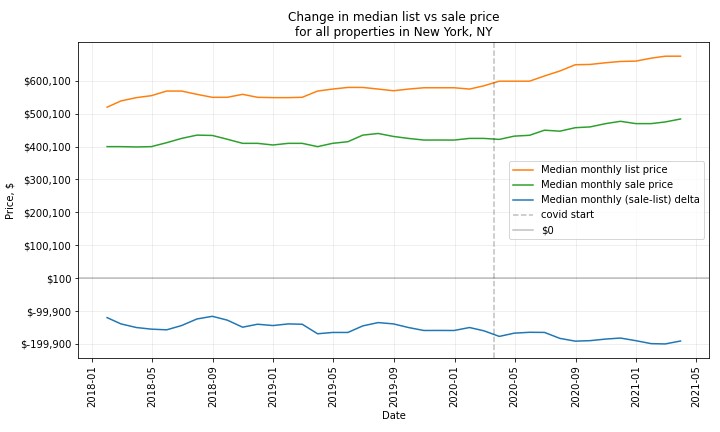 Change in median list vs sale price
for all properties in New York, NY
Price, $
$600,100
$500,100
$400,100
$300,100
$200,100
$100,100
$100
$-99,900
$-199,900
Median monthly list price
Median monthly sale price
Median monthly (sale-list) delta
covid start
$0
2018-01
2018-05
2018-09
2019-01
2019-05
2019-09
2020-01
2020-05
2020-09
2021-01
2021-05
Date